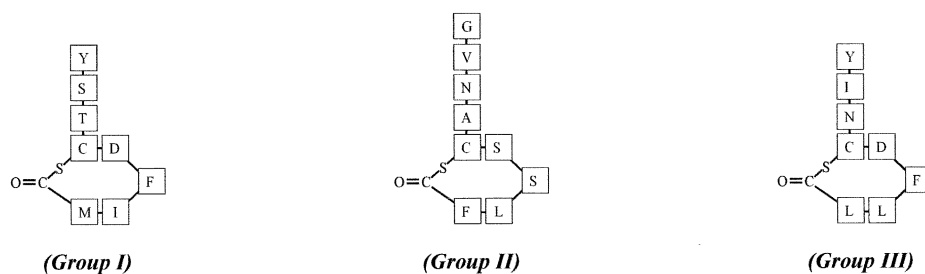 Y
S
T
C D
S
F
O=C
M I
(Group I)
G
V
N
A
C S
S
S
O=C
F L
(Group II)
Y
I
N
C D
S
F
O=C
L L
(Group III)